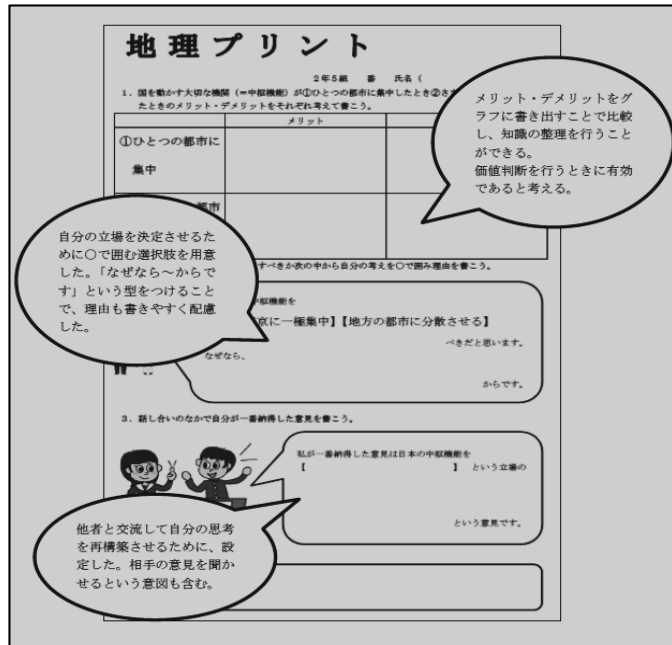 地理プリント
2年5組 番 氏名(
1．国を動かす大切な機関（＝中枢機能）が①ひとつの都市に集中したとき②さ
たときのメリット・デメリットをそれぞれ考えて書こう。
メリット
①ひとつの都市に
集中
都市
メリット・デメリットをグ
ラフに書き出すことで比較
し、知識の整理を行うこと
ができる。
価値判断を行うときに有効
であると考える。
自分の立場を決定させるた
めに○で囲む選択肢を用意
した。「なぜなら～からで
す」という型をつけること
で、理由も書きやすく配慮
した。
すべきか次の中から自分の考えを○で囲み理由を書こう。
中枢機能を
京に一極集中】【地方の都市に分散させる】
べきだと思います。
なぜなら、
からです。
3．話し合いのなかで自分が一番納得した意見を書こう。
私が一番納得した意見は日本の中枢機能を
【 】 という立場の
という意見です。
他者と交流して自分の思考
を再構築させるために、設
定した。相手の意見を聞か
せるという意図も含む。